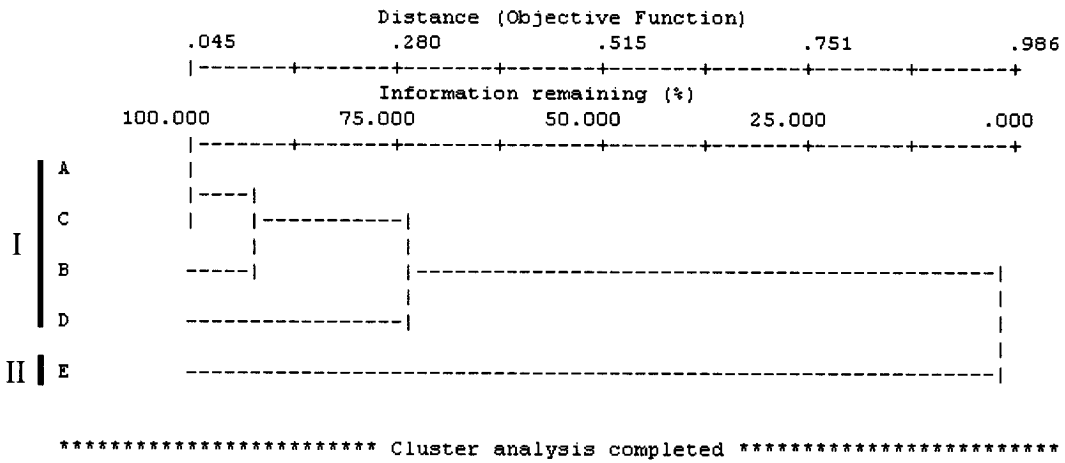 Distance (Objective Function)
.045 .280 .515 .751 .986
|-------+-------+-------+-------+-------+-------+-------+-------+
Information remaining (%)
100.000 75.000 50.000 25.000 .000
|-------+-------+-------+-------+-------+-------+-------+-------+
A
C
I
B
D
II E
************************* Cluster analysis completed *************************